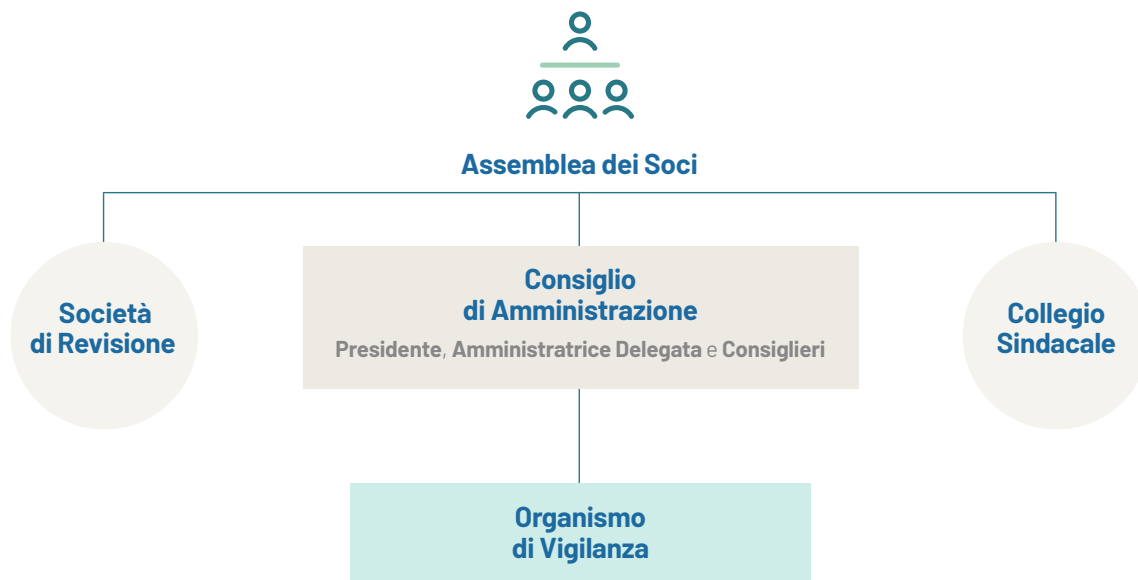 Assemblea dei Soci
Società
di Revisione
Consiglio
di Amministrazione
Presidente, Amministratrice Delegata e Consiglieri
Collegio
Sindacale
Organismo
di Vigilanza